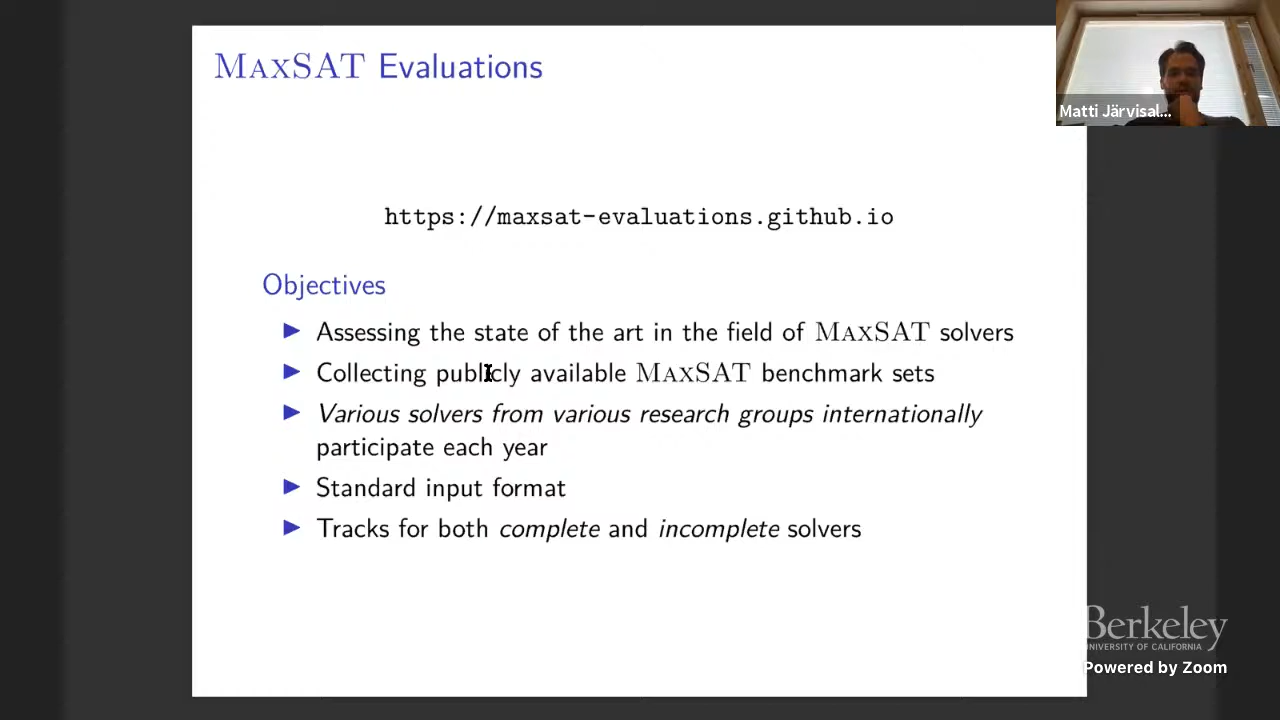 MaxSAT Evaluations
Matti Järvisal...
https://maxsat-evaluations.github.io
Objectives
Assessing the state of the art in the field of MaxSAT solvers
Collecting publicly available MaxSAT benchmark sets
Various solvers from various research groups internationally
participate each year
Standard input format
Tracks for both complete and incomplete solvers
Berkeley
UNIVERSITY OF CALIFORNIA
Powered by Zoom